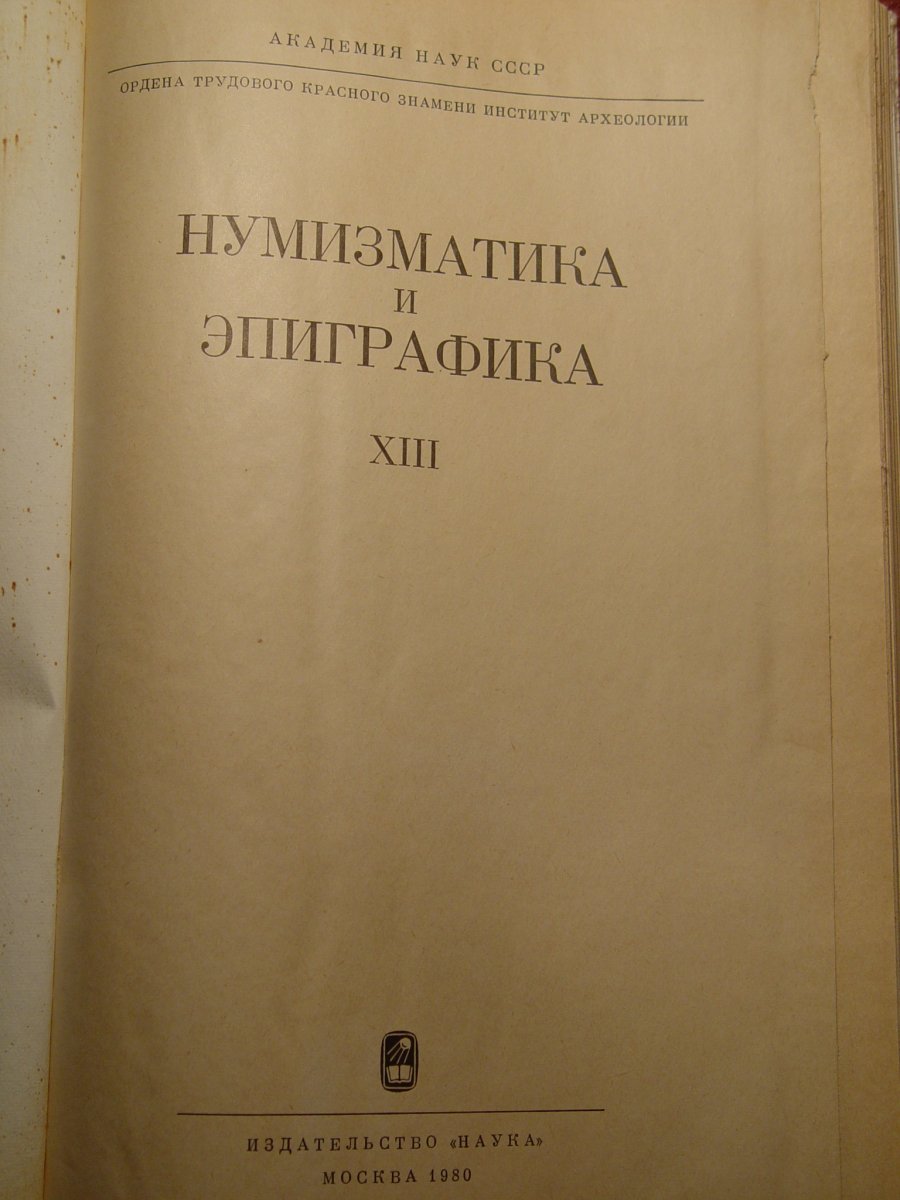 АКАДЕМИЯ НАУК СССР
ОРДЕНА ТРУДОВОГО КРАСНОГО ЗНАМЕНИ ИНСТИТУТ АРХЕОЛОГИИ
НУМИЗМАТИКА
И
ЭПИГРАФИКА
XIII
ИЗДАТЕЛЬСТВО «НАУКА»
МОСКВА 1980